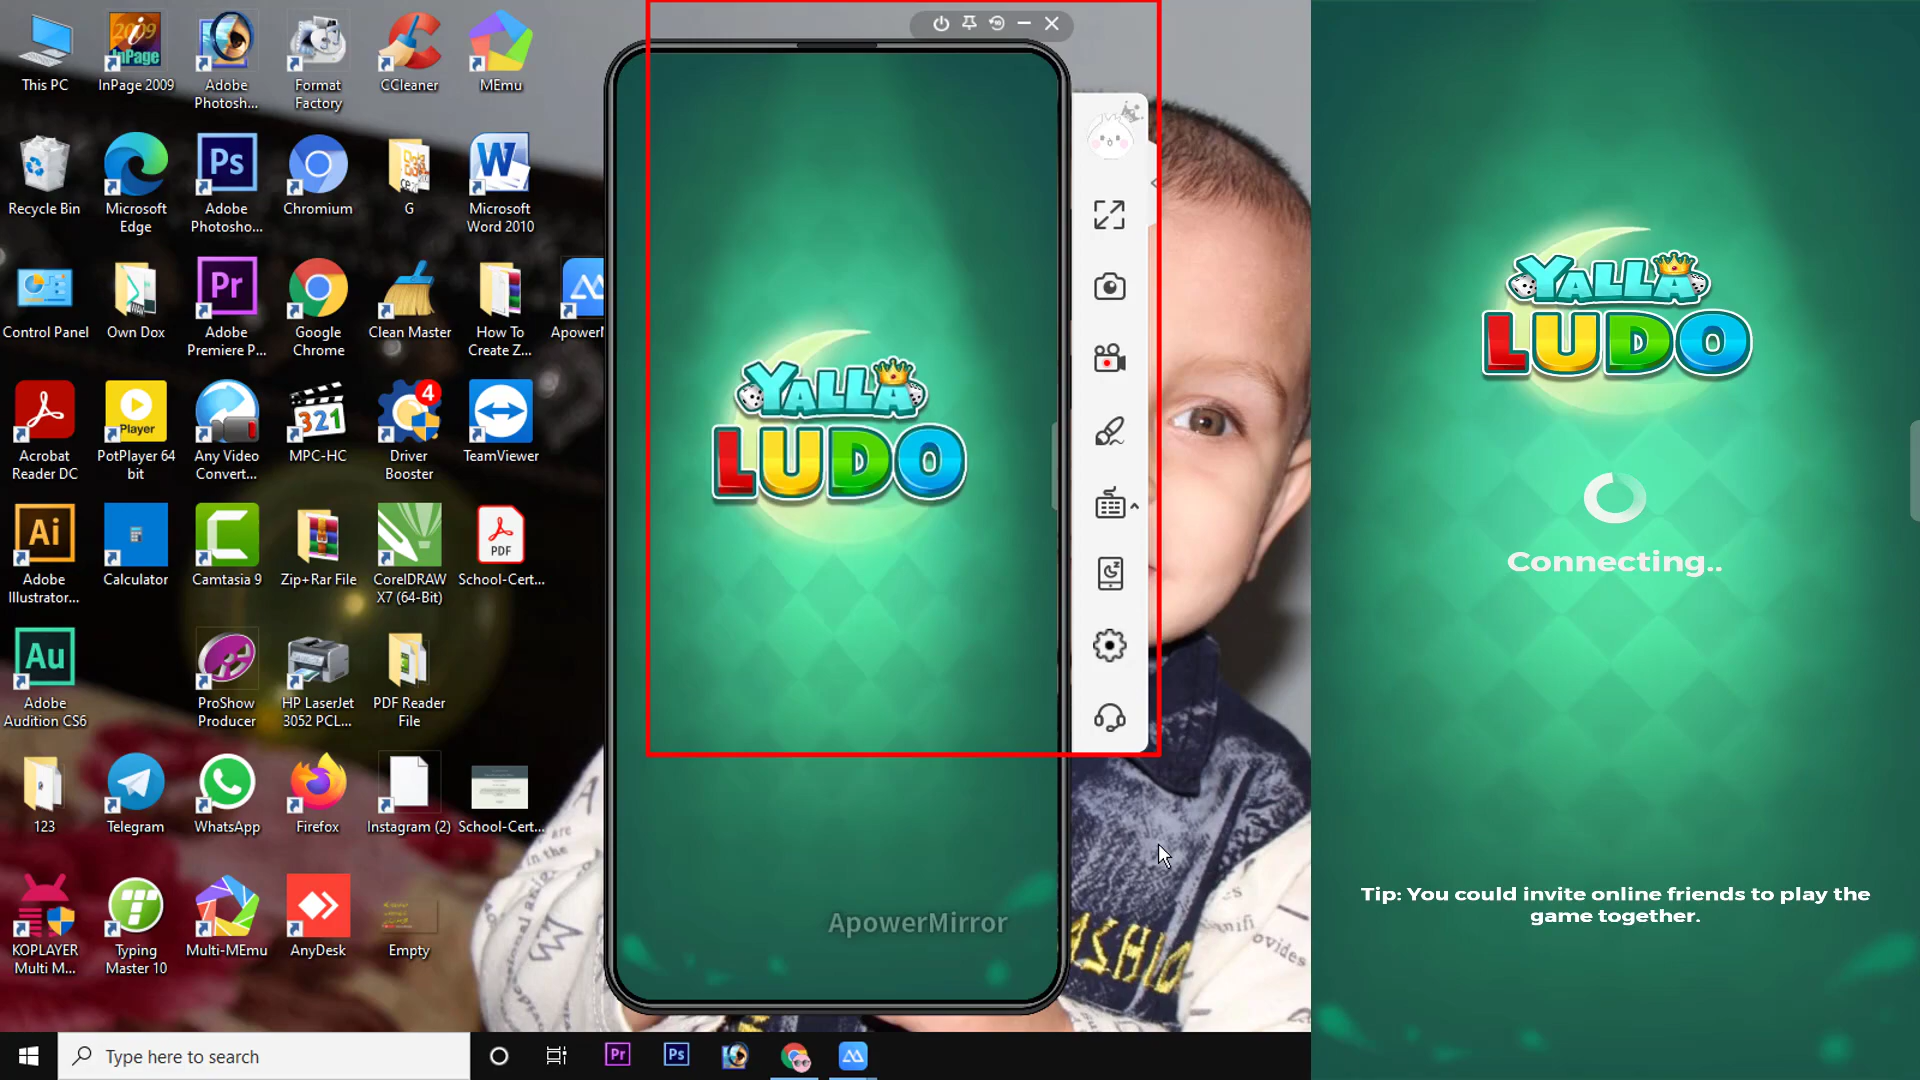 This PC
InPage 2009
Adobe
Photosh...
Format
Factory
CCleaner
MEmu
Recycle Bin
Microsoft
Edge
Adobe
Photosho...
Chromium
G
Microsoft
Word 2010
Control Panel
Own Dox
Adobe
Premiere P...
Google
Chrome
Clean Master
How To
Create Z...
ApowerM
Acrobat
Reader DC
PotPlayer 64
bit
Any Video
Convert...
MPC-HC
Driver
Booster
TeamViewer
Adobe
Illustrator...
Calculator
Camtasia 9
Zip+Rar File
CorelDRAW
X7 (64-Bit)
School-Cert...
Adobe
Audition CS6
ProShow
Producer
HP LaserJet
3052 PCL...
PDF Reader
File
123
Telegram
WhatsApp
Firefox
Instagram (2)
School-Cert...
KOPLAYER
Multi M...
Typing
Master 10
Multi-MEmu
AnyDesk
Empty
YALLA
LUDO
ApowerMirror
YALLA
LUDO
Connecting..
Tip: You could invite online friends to play the
game together.
Type here to search